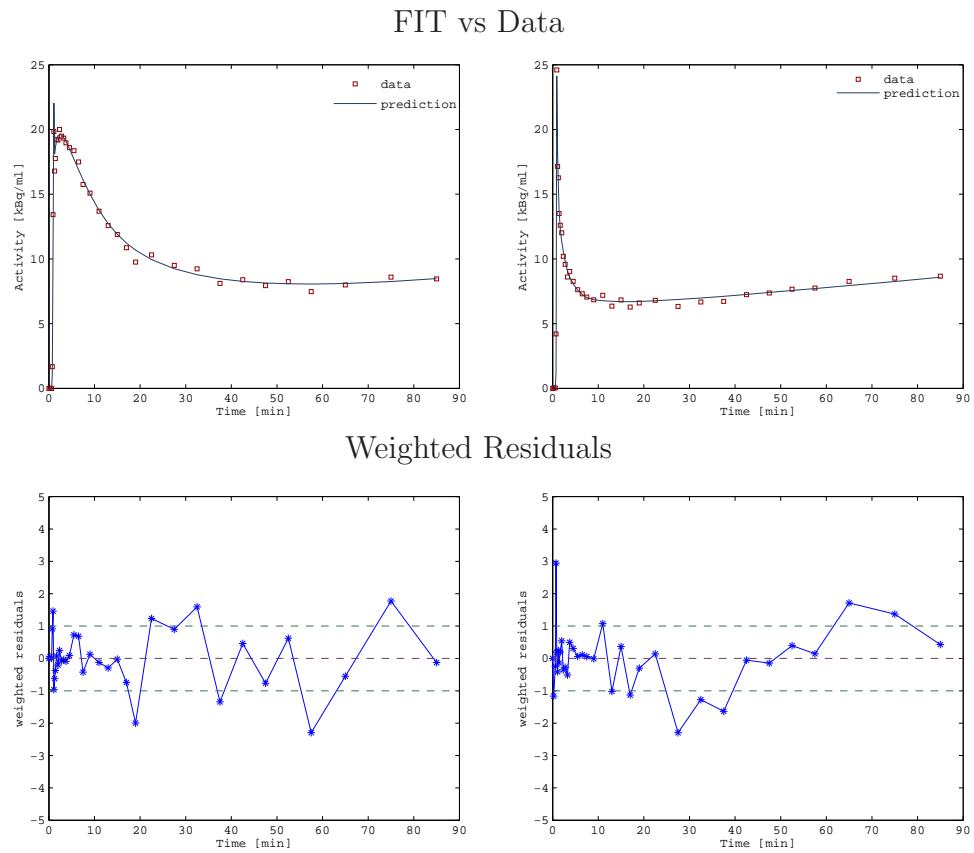 FIT vs Data
25
20
15
10
5
0
Activity [kBq/ml]
data
prediction
0 10 20 30 40 50 60 70 80 90
Time [min]
25
20
15
10
5
0
Activity [kBq/ml]
data
prediction
0 10 20 30 40 50 60 70 80 90
Time [min]
Weighted Residuals
5
4
3
2
1
0
-1
-2
-3
-4
-5
weighted residuals
0 10 20 30 40 50 60 70 80 90
Time [min]
5
4
3
2
1
0
-1
-2
-3
-4
-5
weighted residuals
0 10 20 30 40 50 60 70 80 90
Time [min]